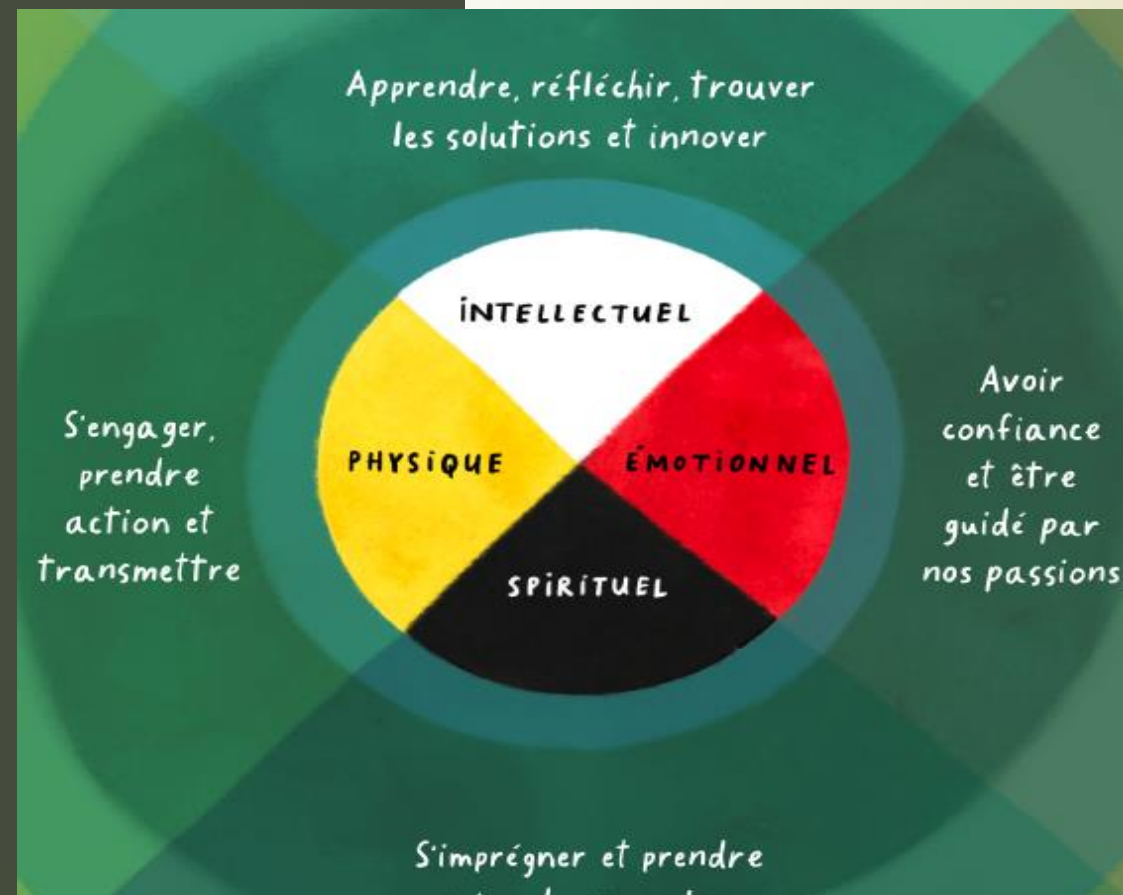 Apprendre, réfléchir, trouver
les solutions et innover
INTELLECTUEL
PHYSIQUE
ÉMOTIONNEL
SPIRITUEL
S'engager,
prendre
action et
transmettre
Avoir
confiance
et être
guidé par
nos passions
S'imprégner et prendre